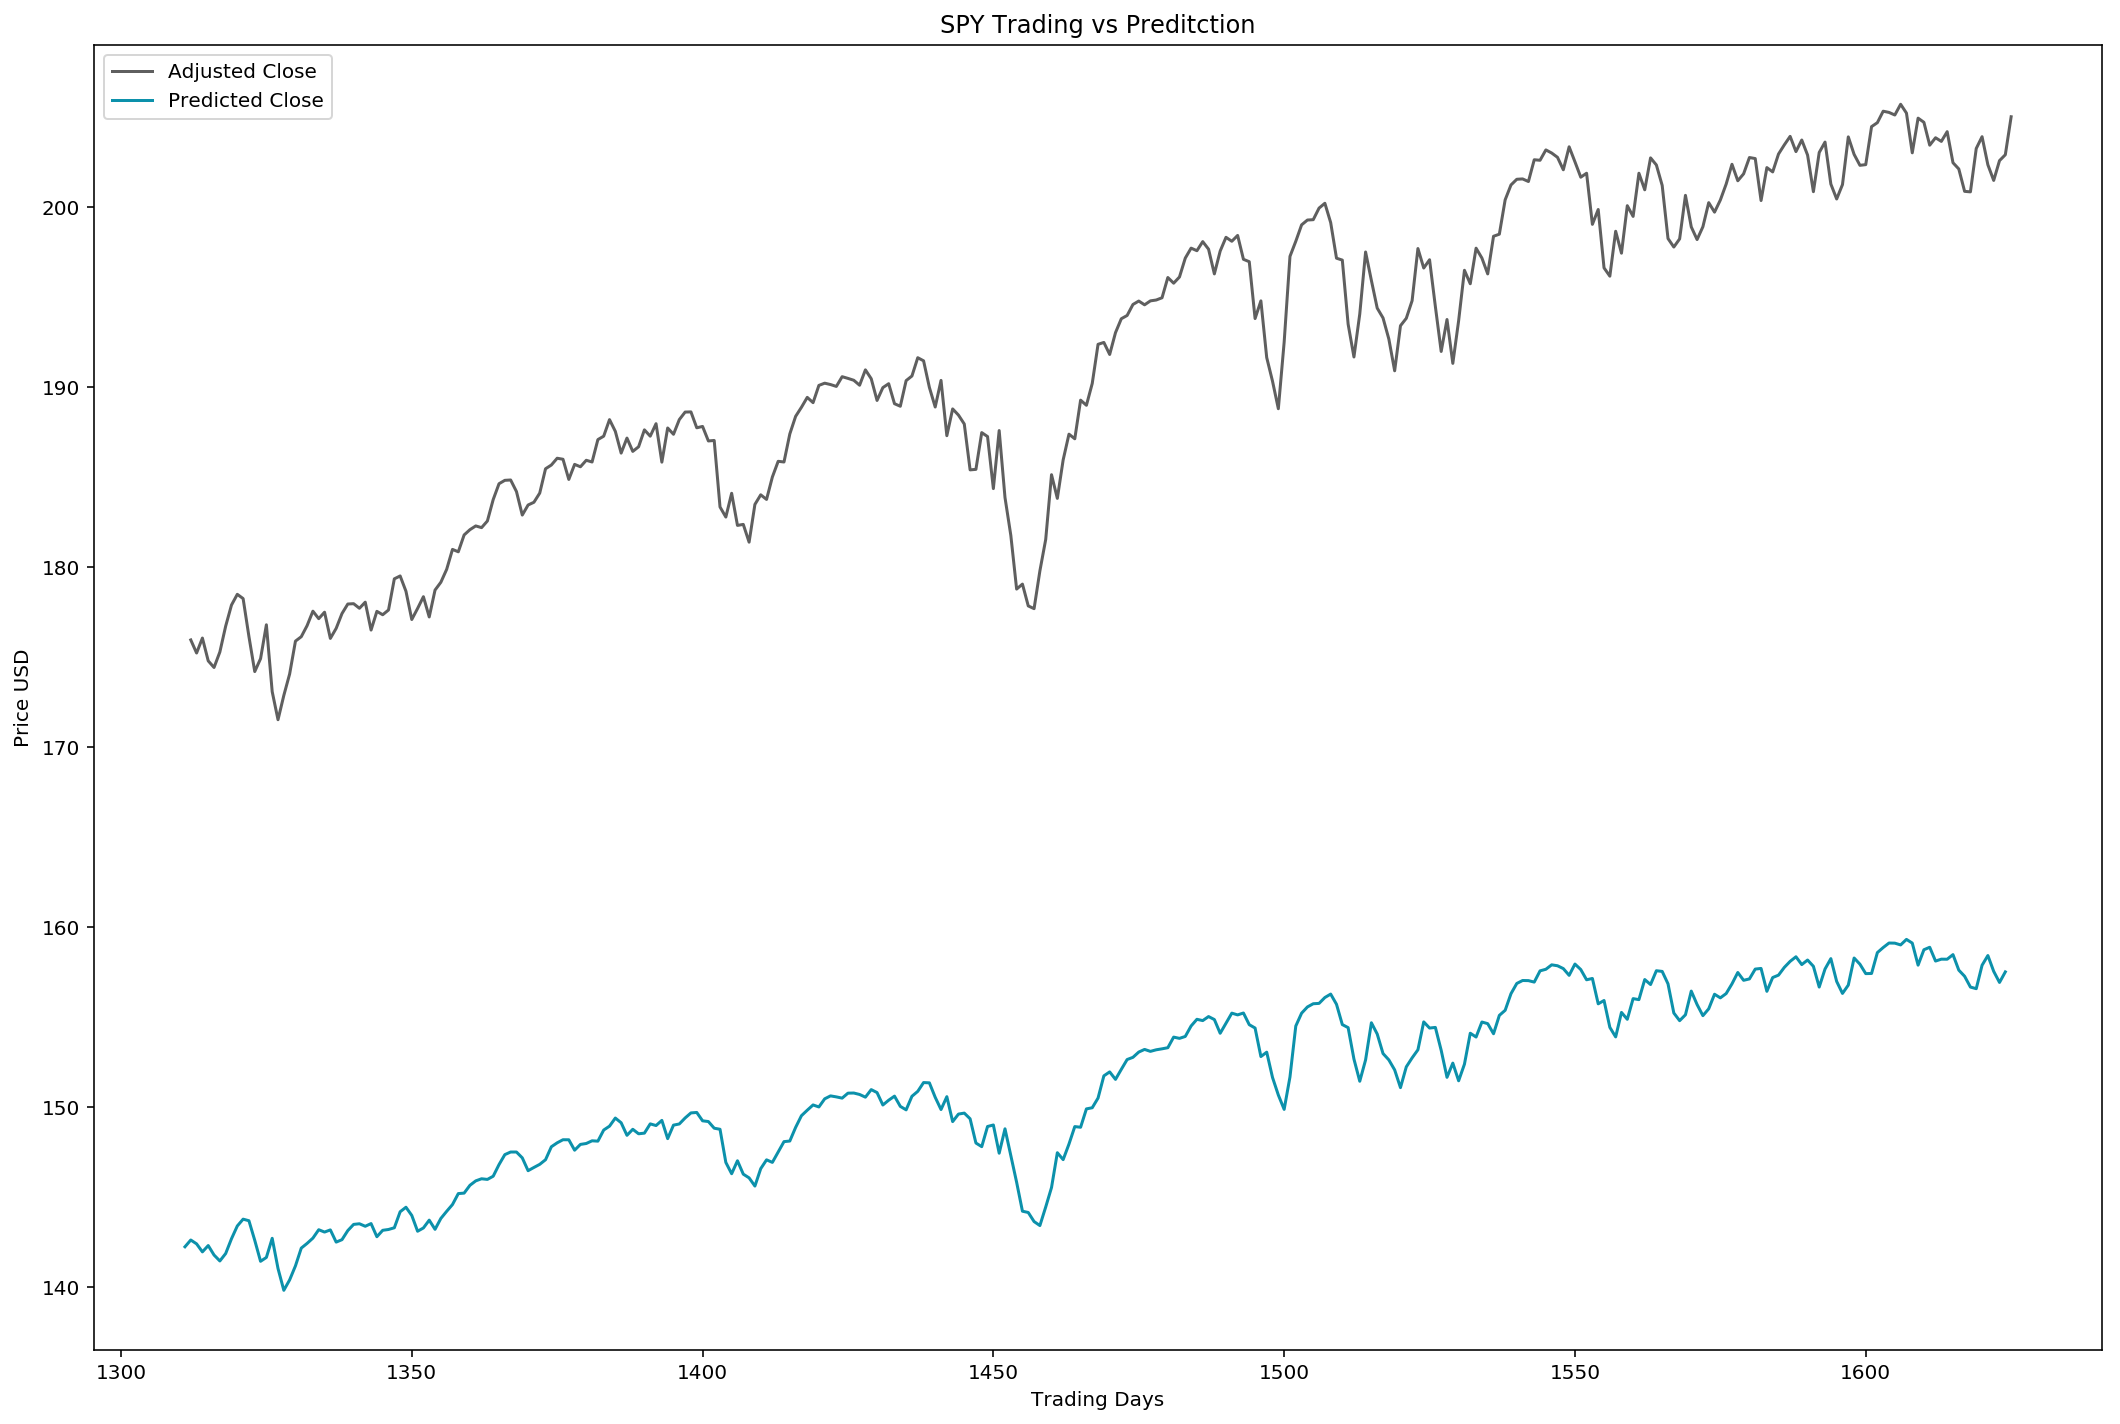 SPY Trading vs Preditction
Adjusted Close
Predicted Close
Price USD
200
190
180
170
160
150
140
1300 1350 1400 1450 1500 1550 1600
Trading Days